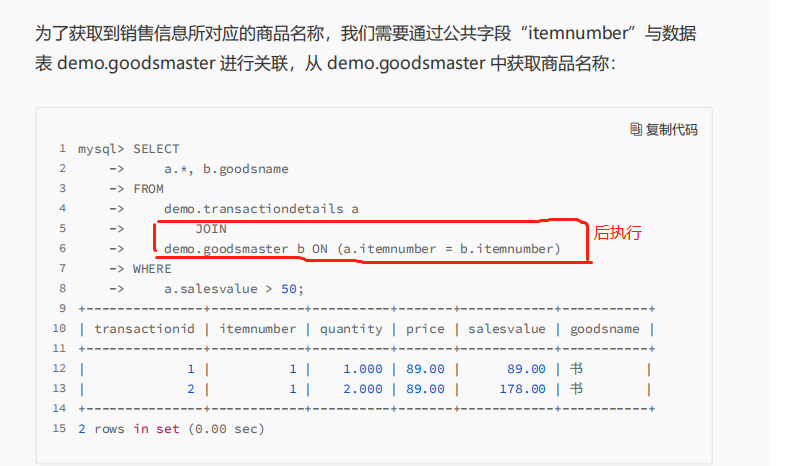 为了获取到销售信息所对应的商品名称，我们需要通过公共字段“itemnumber”与数据
表 demo.goodsmaster 进行关联，从 demo.goodsmaster 中获取商品名称：
复制代码
1 mysql> SELECT
2     ->     a.*, b.goodsname
3     -> FROM
4     ->     demo.transactiondetails a
5     ->         JOIN
6     ->     demo.goodsmaster b ON (a.itemnumber = b.itemnumber)
后执行
7     -> WHERE
8     ->     a.salesvalue > 50;
9 +---------------+------------+----------+-------+------------+-----------+
10 | transactionid | itemnumber | quantity | price | salesvalue | goodsname |
11 +---------------+------------+----------+-------+------------+-----------+
12 |             1 |          1 |    1.000 | 89.00 |      89.00 | 书        |
13 |             2 |          1 |    2.000 | 89.00 |     178.00 | 书        |
14 +---------------+------------+----------+-------+------------+-----------+
15 2 rows in set (0.00 sec)